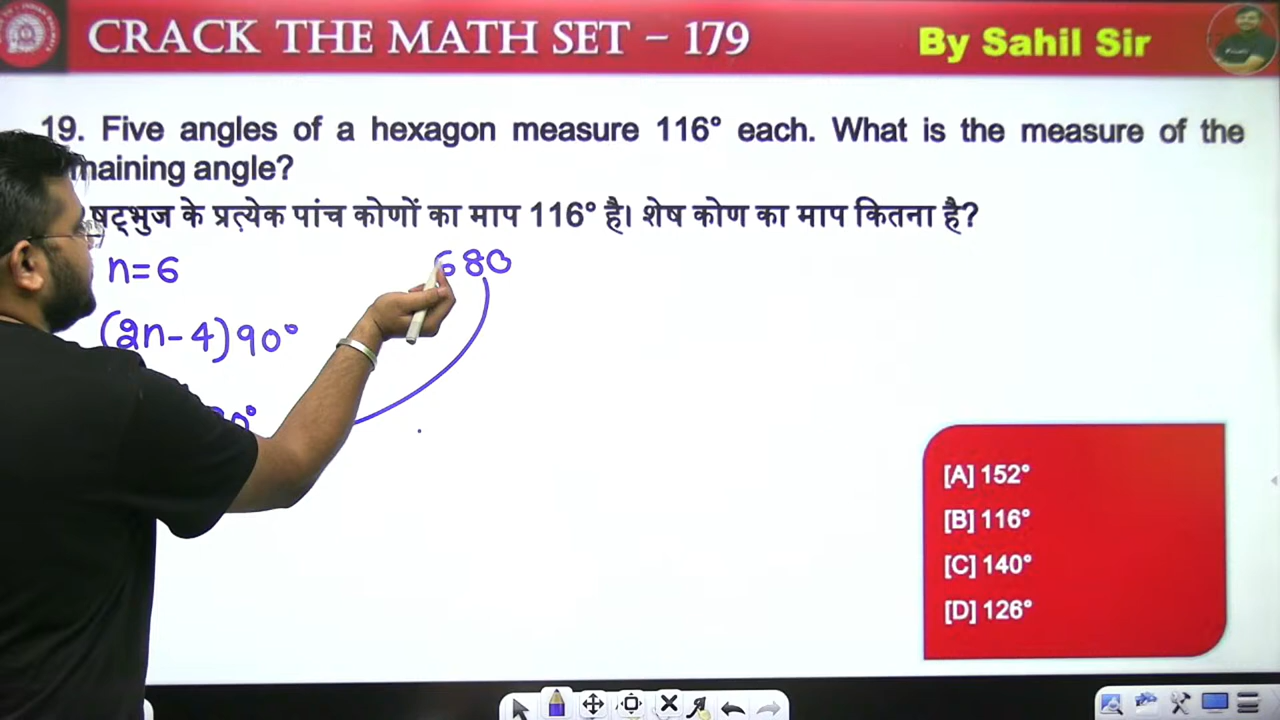 CRACK THE MATH SET – 179
By Sahil Sir
19. Five angles of a hexagon measure 116° each. What is the measure of the
maining angle?
षट्भुज के प्रत्येक पांच कोणों का माप 116° है। शेष कोण का माप कितना है?
n=6
680
(2n-4)90°
0°
[A] 152°
[B] 116°
[C] 140°
[D] 126°